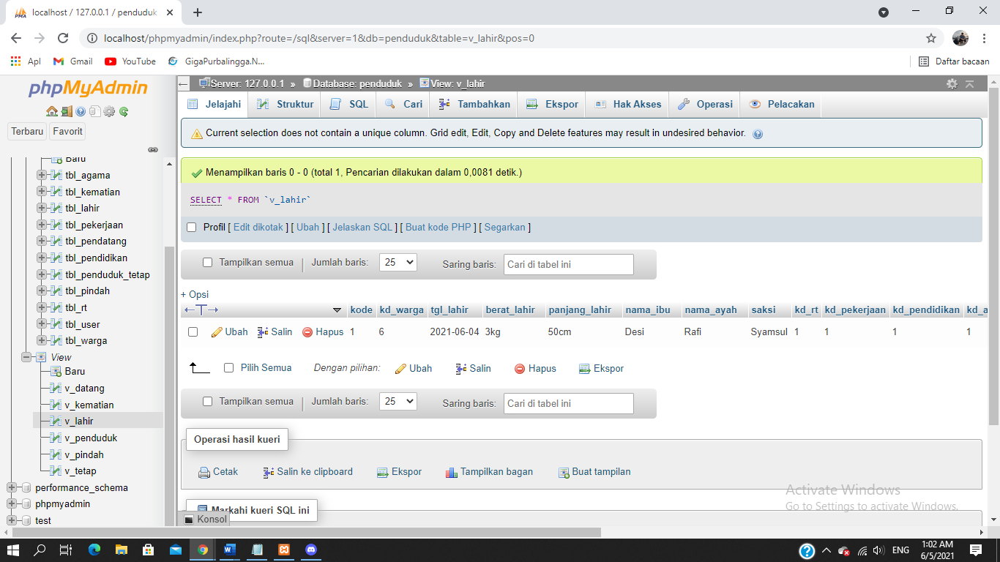 localhost / 127.0.0.1 / penduduk
localhost/phpmyadmin/index.php?route=/sql&server=1&db=penduduk&table=v_lahir&pos=0
Apl Gmail YouTube GigaPurbalingga.N... Daftar bacaan
phpMyAdmin
Terbaru Favorit
Baru
tbl_agama
tbl_kematian
tbl_lahir
tbl_pekerjaan
tbl_pendatang
tbl_pendidikan
tbl_penduduk_tetap
tbl_pindah
tbl_rt
tbl_user
tbl_warga
View
Baru
v_datang
v_kematian
v_lahir
v_penduduk
v_pindah
v_tetap
performance_schema
phpmyadmin
test
Server: 127.0.0.1 » Database: penduduk » View: v_lahir
Jelajahi Struktur SQL Cari Tambahkan Ekspor Hak Akses Operasi Pelacakan
Current selection does not contain a unique column. Grid edit, Edit, Copy and Delete features may result in undesired behavior.
Menampilkan baris 0 - 0 (total 1, Pencarian dilakukan dalam 0,0081 detik.)
SELECT * FROM `v_lahir`
Profil [ Edit dikotak ] [ Ubah ] [ Jelaskan SQL ] [ Buat kode PHP ] [ Segarkan ]
Tampilkan semua | Jumlah baris: 25 Saring baris: Cari di tabel ini
+ Opsi
kode kd_warga tgl_lahir berat_lahir panjang_lahir nama_ibu nama_ayah saksi kd_rt kd_pekerjaan kd_pendidikan kd_a
Ubah Salin Hapus 1 6 2021-06-04 3kg 50cm Desi Rafi Syamsul 1 1 1 1
Pilih Semua Dengan pilihan: Ubah Salin Hapus Ekspor
Tampilkan semua | Jumlah baris: 25 Saring baris: Cari di tabel ini
Operasi hasil kueri
Cetak Salin ke clipboard Ekspor Tampilkan bagan Buat tampilan
Markahi kueri SQL ini
Konsol
Activate Windows
Go to Settings to activate Windows.
ENG
1:02 AM
6/5/2021